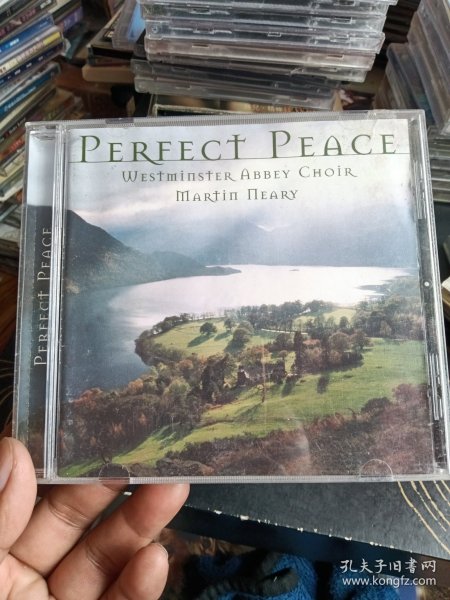 PERFECT PEACE
WESTMINSTER ABBEY CHOIR
MARTIN NEARY
PERFECT PEACE
孔夫子旧书网
www.kongfz.com